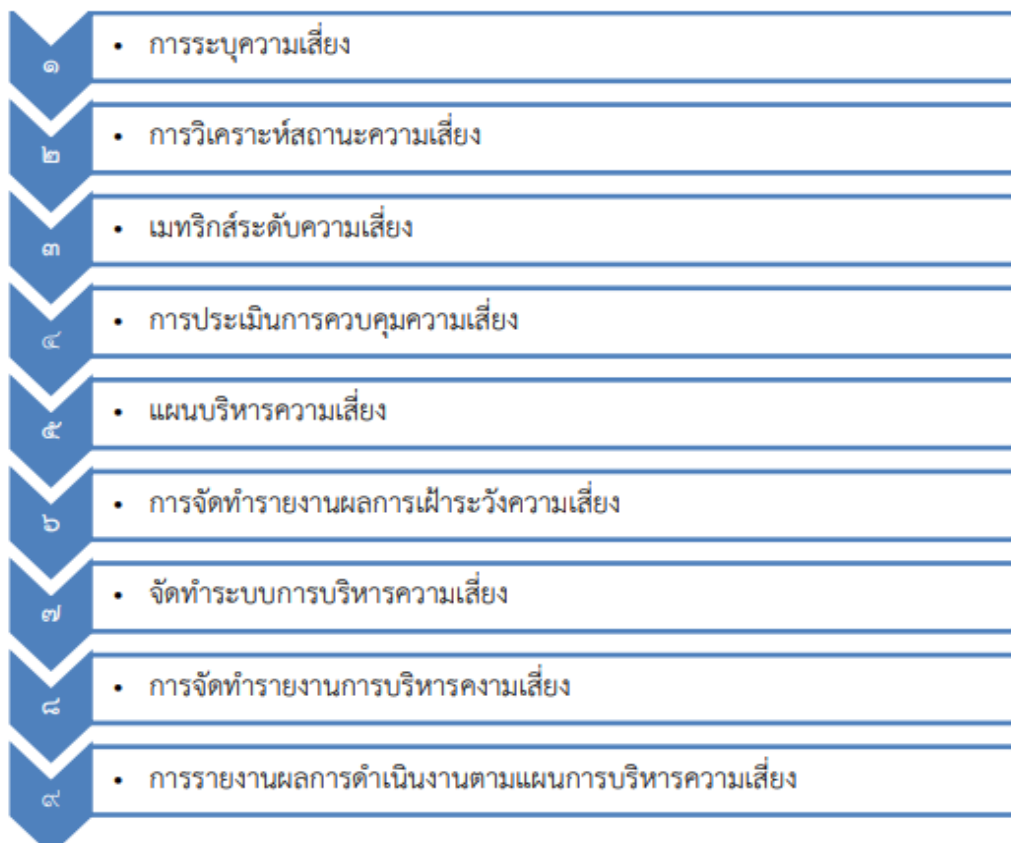 ๑
• การระบุความเสี่ยง
๒
• การวิเคราะห์สถานะความเสี่ยง
๓
• เมทริกส์ระดับความเสี่ยง
๔
• การประเมินการควบคุมความเสี่ยง
๕
• แผนบริหารความเสี่ยง
๖
• การจัดทำรายงานผลการเฝ้าระวังความเสี่ยง
๗
• จัดทำระบบการบริหารความเสี่ยง
๘
• การจัดทำรายงานการบริหารคงามเสี่ยง
๙
• การรายงานผลการดำเนินงานตามแผนการบริหารความเสี่ยง